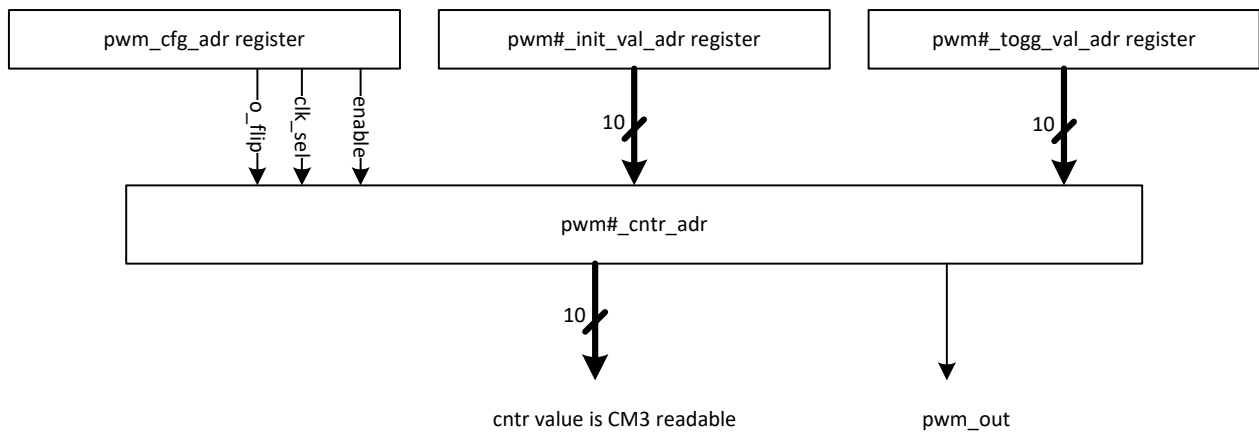 pwm_cfg_adr register
pwm#_init_val_adr register
pwm#_togg_val_adr register
o_flip
clk_sel
enable
10
10
pwm#_cntr_adr
10
cntr value is CM3 readable
pwm_out